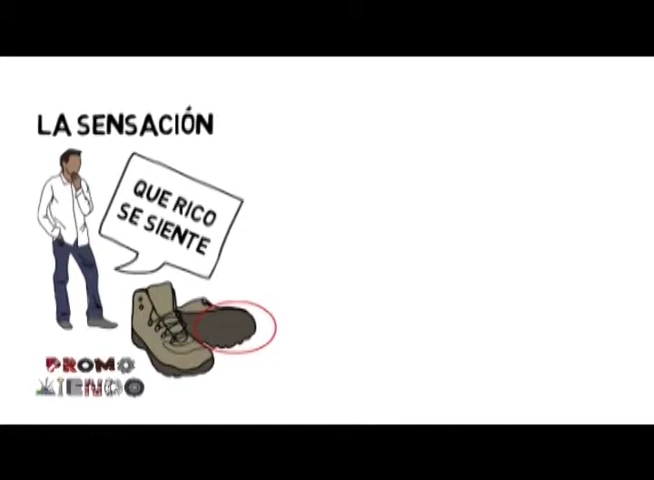 LA SENSACIÓN
QUE RICO
SE SIENTE
PROMO
VIENDO